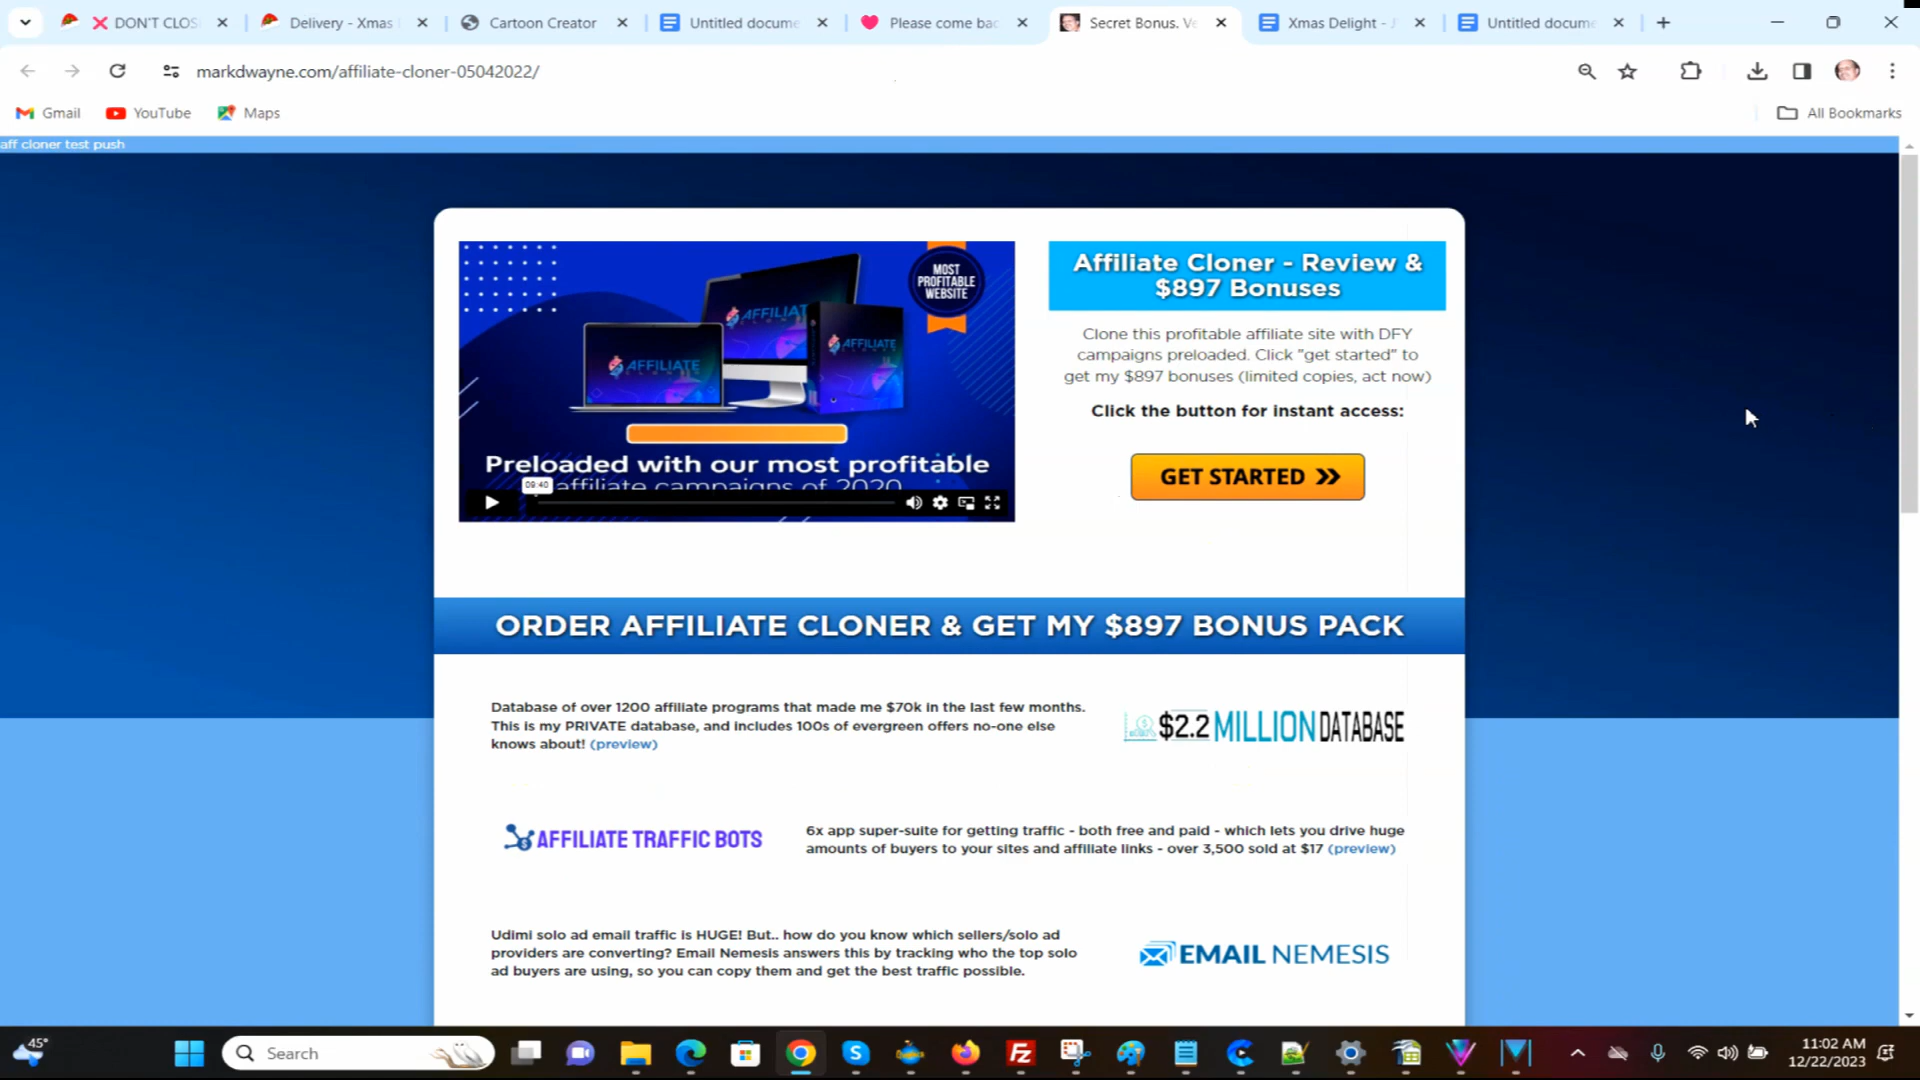 DON'T CLOS
Delivery - Xmas
Cartoon Creator
Untitled docume
Please come bac
Secret Bonus. Ve
Xmas Delight - J
Untitled docume
markdwayne.com/affiliate-cloner-05042022/
Gmail
YouTube
Maps
All Bookmarks
aff cloner test push
MOST
PROFITABLE
WEBSITE
AFFILIAT
AFFILIATE
AFFILIATE
Preloaded with our most profitable
affiliate campaigns of 2020
09:40
Affiliate Cloner - Review &
$897 Bonuses
Clone this profitable affiliate site with DFY
campaigns preloaded. Click "get started" to
get my $897 bonuses (limited copies, act now)
Click the button for instant access:
GET STARTED
ORDER AFFILIATE CLONER & GET MY $897 BONUS PACK
Database of over 1200 affiliate programs that made me $70k in the last few months.
This is my PRIVATE database, and includes 100s of evergreen offers no-one else
knows about! (preview)
$2.2 MILLION DATABASE
AFFILIATE TRAFFIC BOTS
6x app super-suite for getting traffic - both free and paid - which lets you drive huge
amounts of buyers to your sites and affiliate links - over 3,500 sold at $17 (preview)
Udimi solo ad email traffic is HUGE! But.. how do you know which sellers/solo ad
providers are converting? Email Nemesis answers this by tracking who the top solo
ad buyers are using, so you can copy them and get the best traffic possible.
EMAIL NEMESIS
45°
Search
11:02 AM
12/22/2023